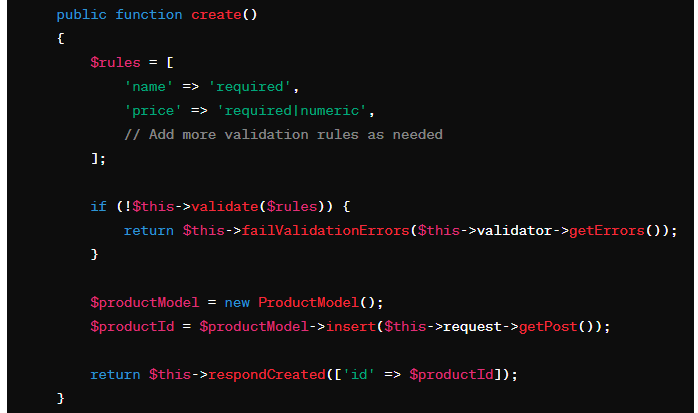 public function create()
{
$rules = [
'name' => 'required',
'price' => 'required|numeric',
// Add more validation rules as needed
];
if (!$this->validate($rules)) {
return $this->failValidationErrors($this->validator->getErrors());
}
$productModel = new ProductModel();
$productId = $productModel->insert($this->request->getPost());
return $this->respondCreated(['id' => $productId]);
}